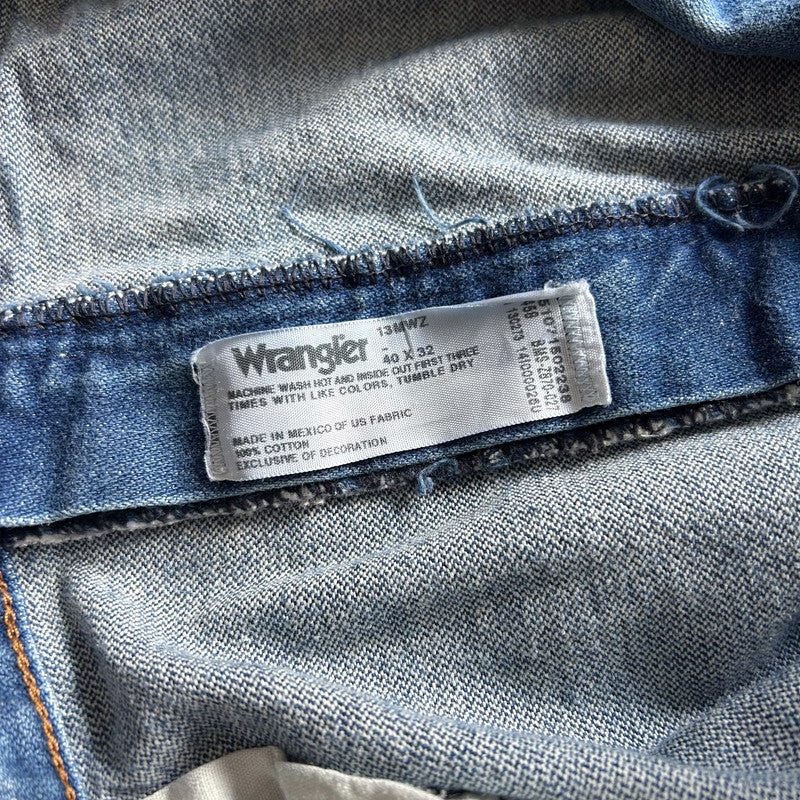 Wrangler
13MWZ
40 X 32
MACHINE WASH HOT AND INSIDE OUT FIRST THREE
TIMES WITH LIKE COLORS, TUMBLE DRY
MADE IN MEXICO OF US FABRIC
100% COTTON
EXCLUSIVE OF DECORATION